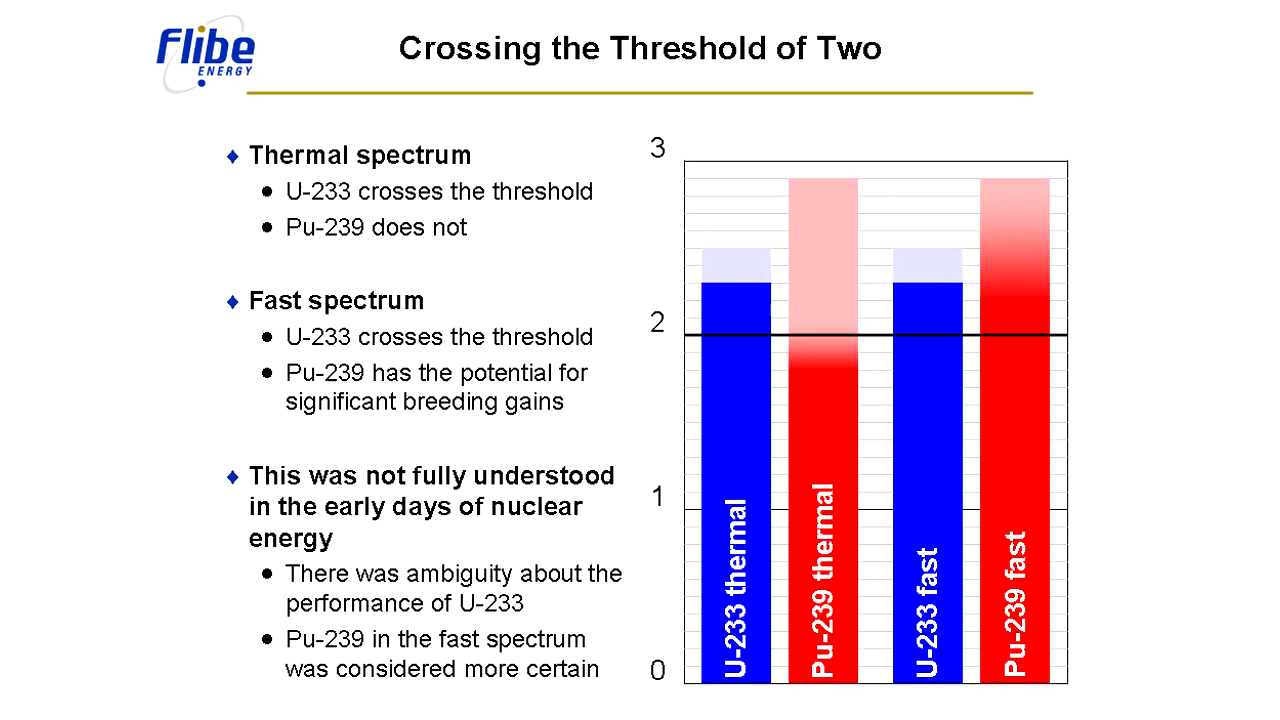 Flibe
ENERGY
Crossing the Threshold of Two
Thermal spectrum
U-233 crosses the threshold
Pu-239 does not
Fast spectrum
U-233 crosses the threshold
Pu-239 has the potential for
significant breeding gains
This was not fully understood
in the early days of nuclear
energy
There was ambiguity about the
performance of U-233
Pu-239 in the fast spectrum
was considered more certain
3
2
1
0
U-233 thermal
Pu-239 thermal
U-233 fast
Pu-239 fast